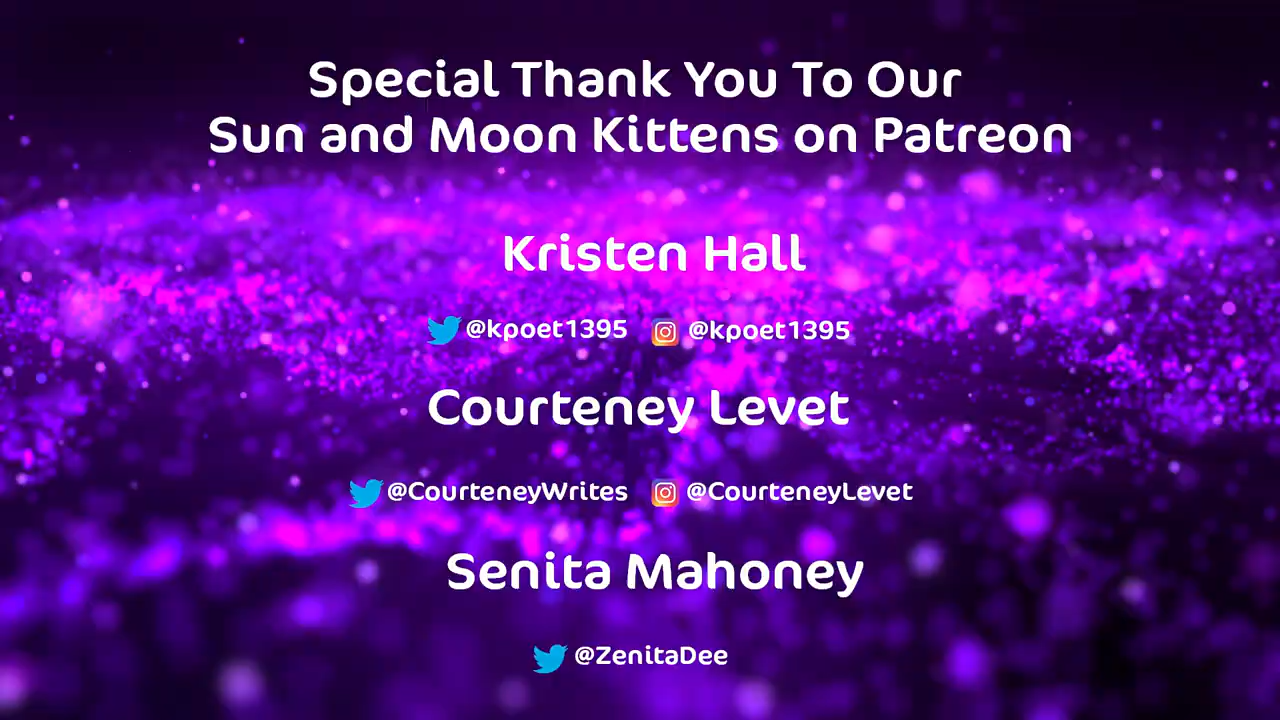 Special Thank You To Our
Sun and Moon Kittens on Patreon
Kristen Hall
@kpoet1395 @kpoet1395
Courteney Levet
@CourteneyWrites @CourteneyLevet
Senita Mahoney
@ZenitaDee